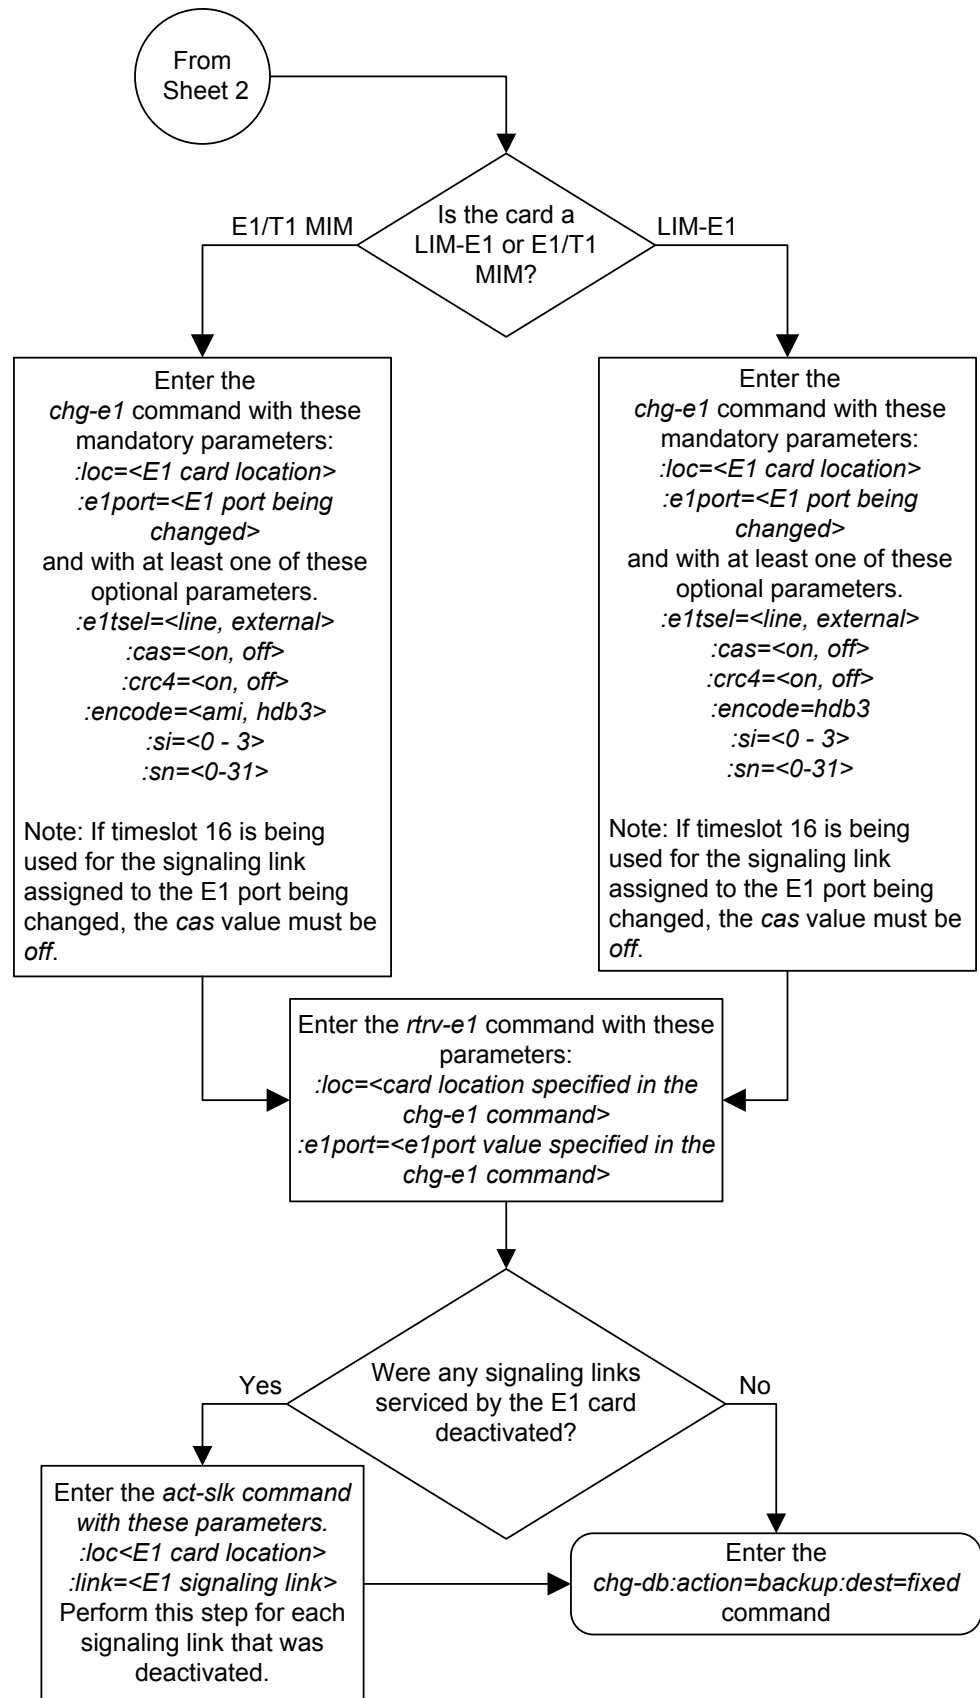 From
Sheet 2
Is the card a
LIM-E1 or E1/T1
MIM?
E1/T1 MIM
LIM-E1
Enter the
chg-e1 command with these
mandatory parameters:
:loc=<E1 card location>
:e1port=<E1 port being
changed>
and with at least one of these
optional parameters.
:e1tsel=<line, external>
:cas=<on, off>
:crc4=<on, off>
:encode=<ami, hdb3>
:si=<0 - 3>
:sn=<0-31>
Note: If timeslot 16 is being
used for the signaling link
assigned to the E1 port being
changed, the cas value must be
off.
Enter the
chg-e1 command with these
mandatory parameters:
:loc=<E1 card location>
:e1port=<E1 port being
changed>
and with at least one of these
optional parameters.
:e1tsel=<line, external>
:cas=<on, off>
:crc4=<on, off>
:encode=hdb3
:si=<0 - 3>
:sn=<0-31>
Note: If timeslot 16 is being
used for the signaling link
assigned to the E1 port being
changed, the cas value must be
off.
Enter the rtrv-e1 command with these
parameters:
:loc=<card location specified in the
chg-e1 command>
:e1port=<e1port value specified in the
chg-e1 command>
Were any signaling links
serviced by the E1 card
deactivated?
Yes
No
Enter the act-slk command
with these parameters.
:loc<E1 card location>
:link=<E1 signaling link>
Perform this step for each
signaling link that was
deactivated.
Enter the
chg-db:action=backup:dest=fixed
command